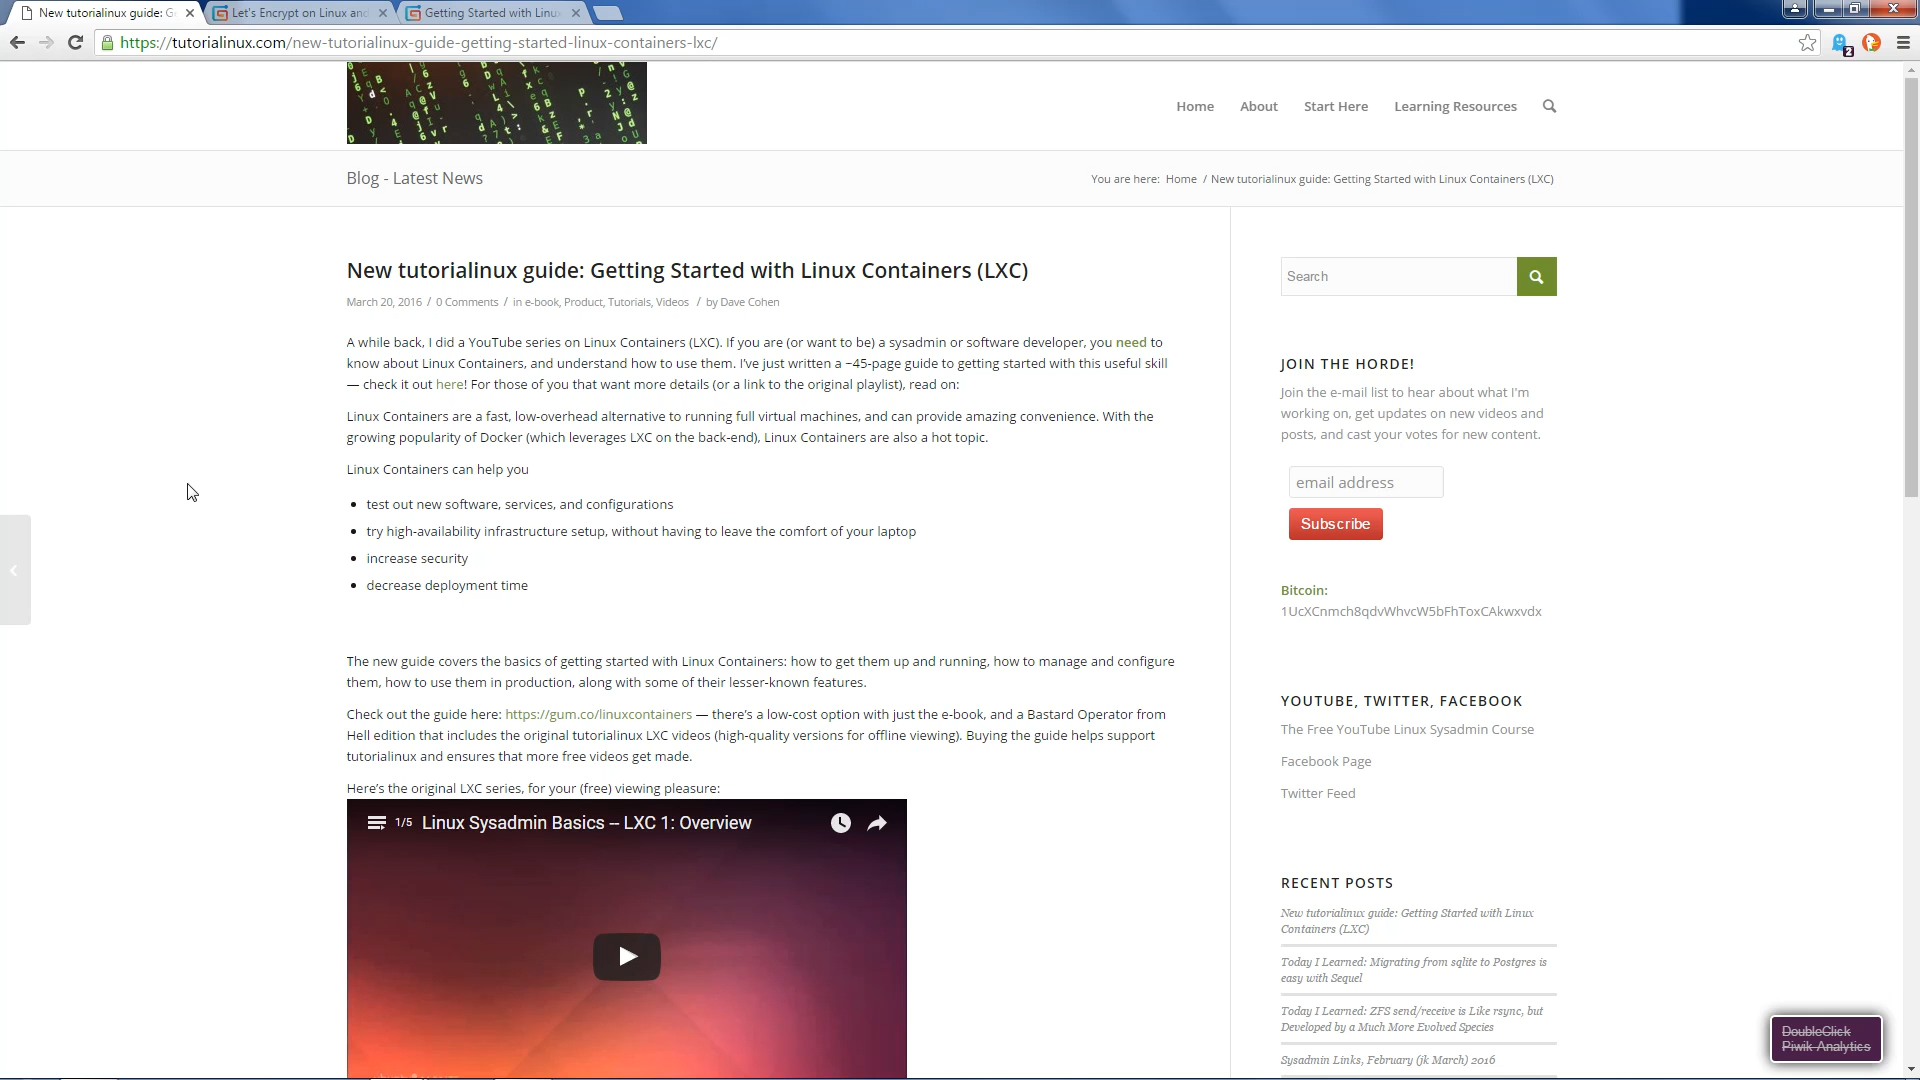 New tutorialinux guide: G
Let's Encrypt on Linux and
Getting Started with Linu
https://tutorialinux.com/new-tutorialinux-guide-getting-started-linux-containers-lxc/
2
Home About Start Here Learning Resources
Blog - Latest News
You are here: Home / New tutorialinux guide: Getting Started with Linux Containers (LXC)
New tutorialinux guide: Getting Started with Linux Containers (LXC)
March 20, 2016 / 0 Comments / in e-book, Product, Tutorials, Videos / by Dave Cohen
A while back, I did a YouTube series on Linux Containers (LXC). If you are (or want to be) a sysadmin or software developer, you need to
know about Linux Containers, and understand how to use them. I've just written a ~45-page guide to getting started with this useful skill
— check it out here! For those of you that want more details (or a link to the original playlist), read on:
Linux Containers are a fast, low-overhead alternative to running full virtual machines, and can provide amazing convenience. With the
growing popularity of Docker (which leverages LXC on the back-end), Linux Containers are also a hot topic.
Linux Containers can help you
• test out new software, services, and configurations
• try high-availability infrastructure setup, without having to leave the comfort of your laptop
• increase security
• decrease deployment time
The new guide covers the basics of getting started with Linux Containers: how to get them up and running, how to manage and configure
them, how to use them in production, along with some of their lesser-known features.
Check out the guide here: https://gum.co/linuxcontainers — there's a low-cost option with just the e-book, and a Bastard Operator from
Hell edition that includes the original tutorialinux LXC videos (high-quality versions for offline viewing). Buying the guide helps support
tutorialinux and ensures that more free videos get made.
Here's the original LXC series, for your (free) viewing pleasure:
1/5 Linux Sysadmin Basics -- LXC 1: Overview
Search
JOIN THE HORDE!
Join the e-mail list to hear about what I'm
working on, get updates on new videos and
posts, and cast your votes for new content.
email address
Subscribe
Bitcoin:
1UcXCnmch8qdvWhvcW5bFhToxCAkwxvdx
YOUTUBE, TWITTER, FACEBOOK
The Free YouTube Linux Sysadmin Course
Facebook Page
Twitter Feed
RECENT POSTS
New tutorialinux guide: Getting Started with Linux
Containers (LXC)
Today I Learned: Migrating from sqlite to Postgres is
easy with Sequel
Today I Learned: ZFS send/receive is Like rsync, but
Developed by a Much More Evolved Species
Sysadmin Links, February (jk March) 2016
DoubleClick
Piwik Analytics